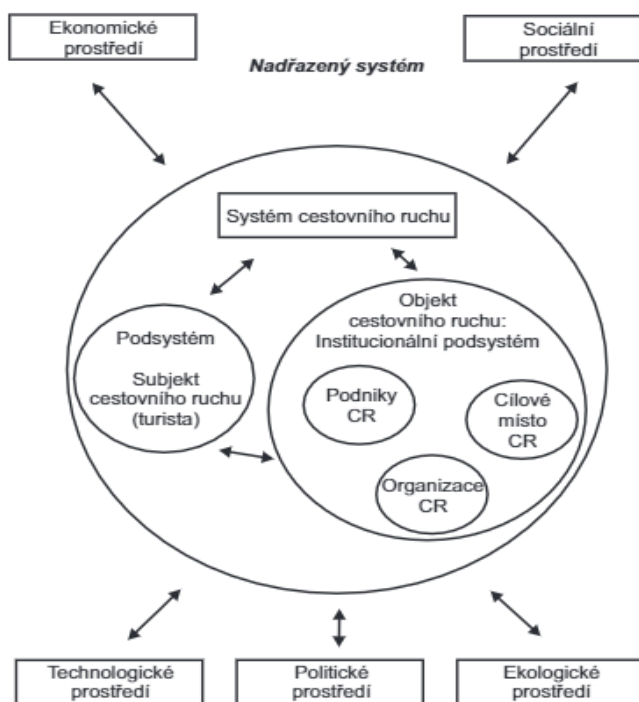 Ekonomické
prostředí
Sociální
prostředí
Nadřazený systém
Systém cestovního ruchu
Podsystém
Subjekt
cestovního ruchu
(turista)
Objekt
cestovního ruchu:
Institucionální podsystém
Podniky
CR
Cílové
místo
CR
Organizace
CR
Technologické
prostředí
Politické
prostředí
Ekologické
prostředí